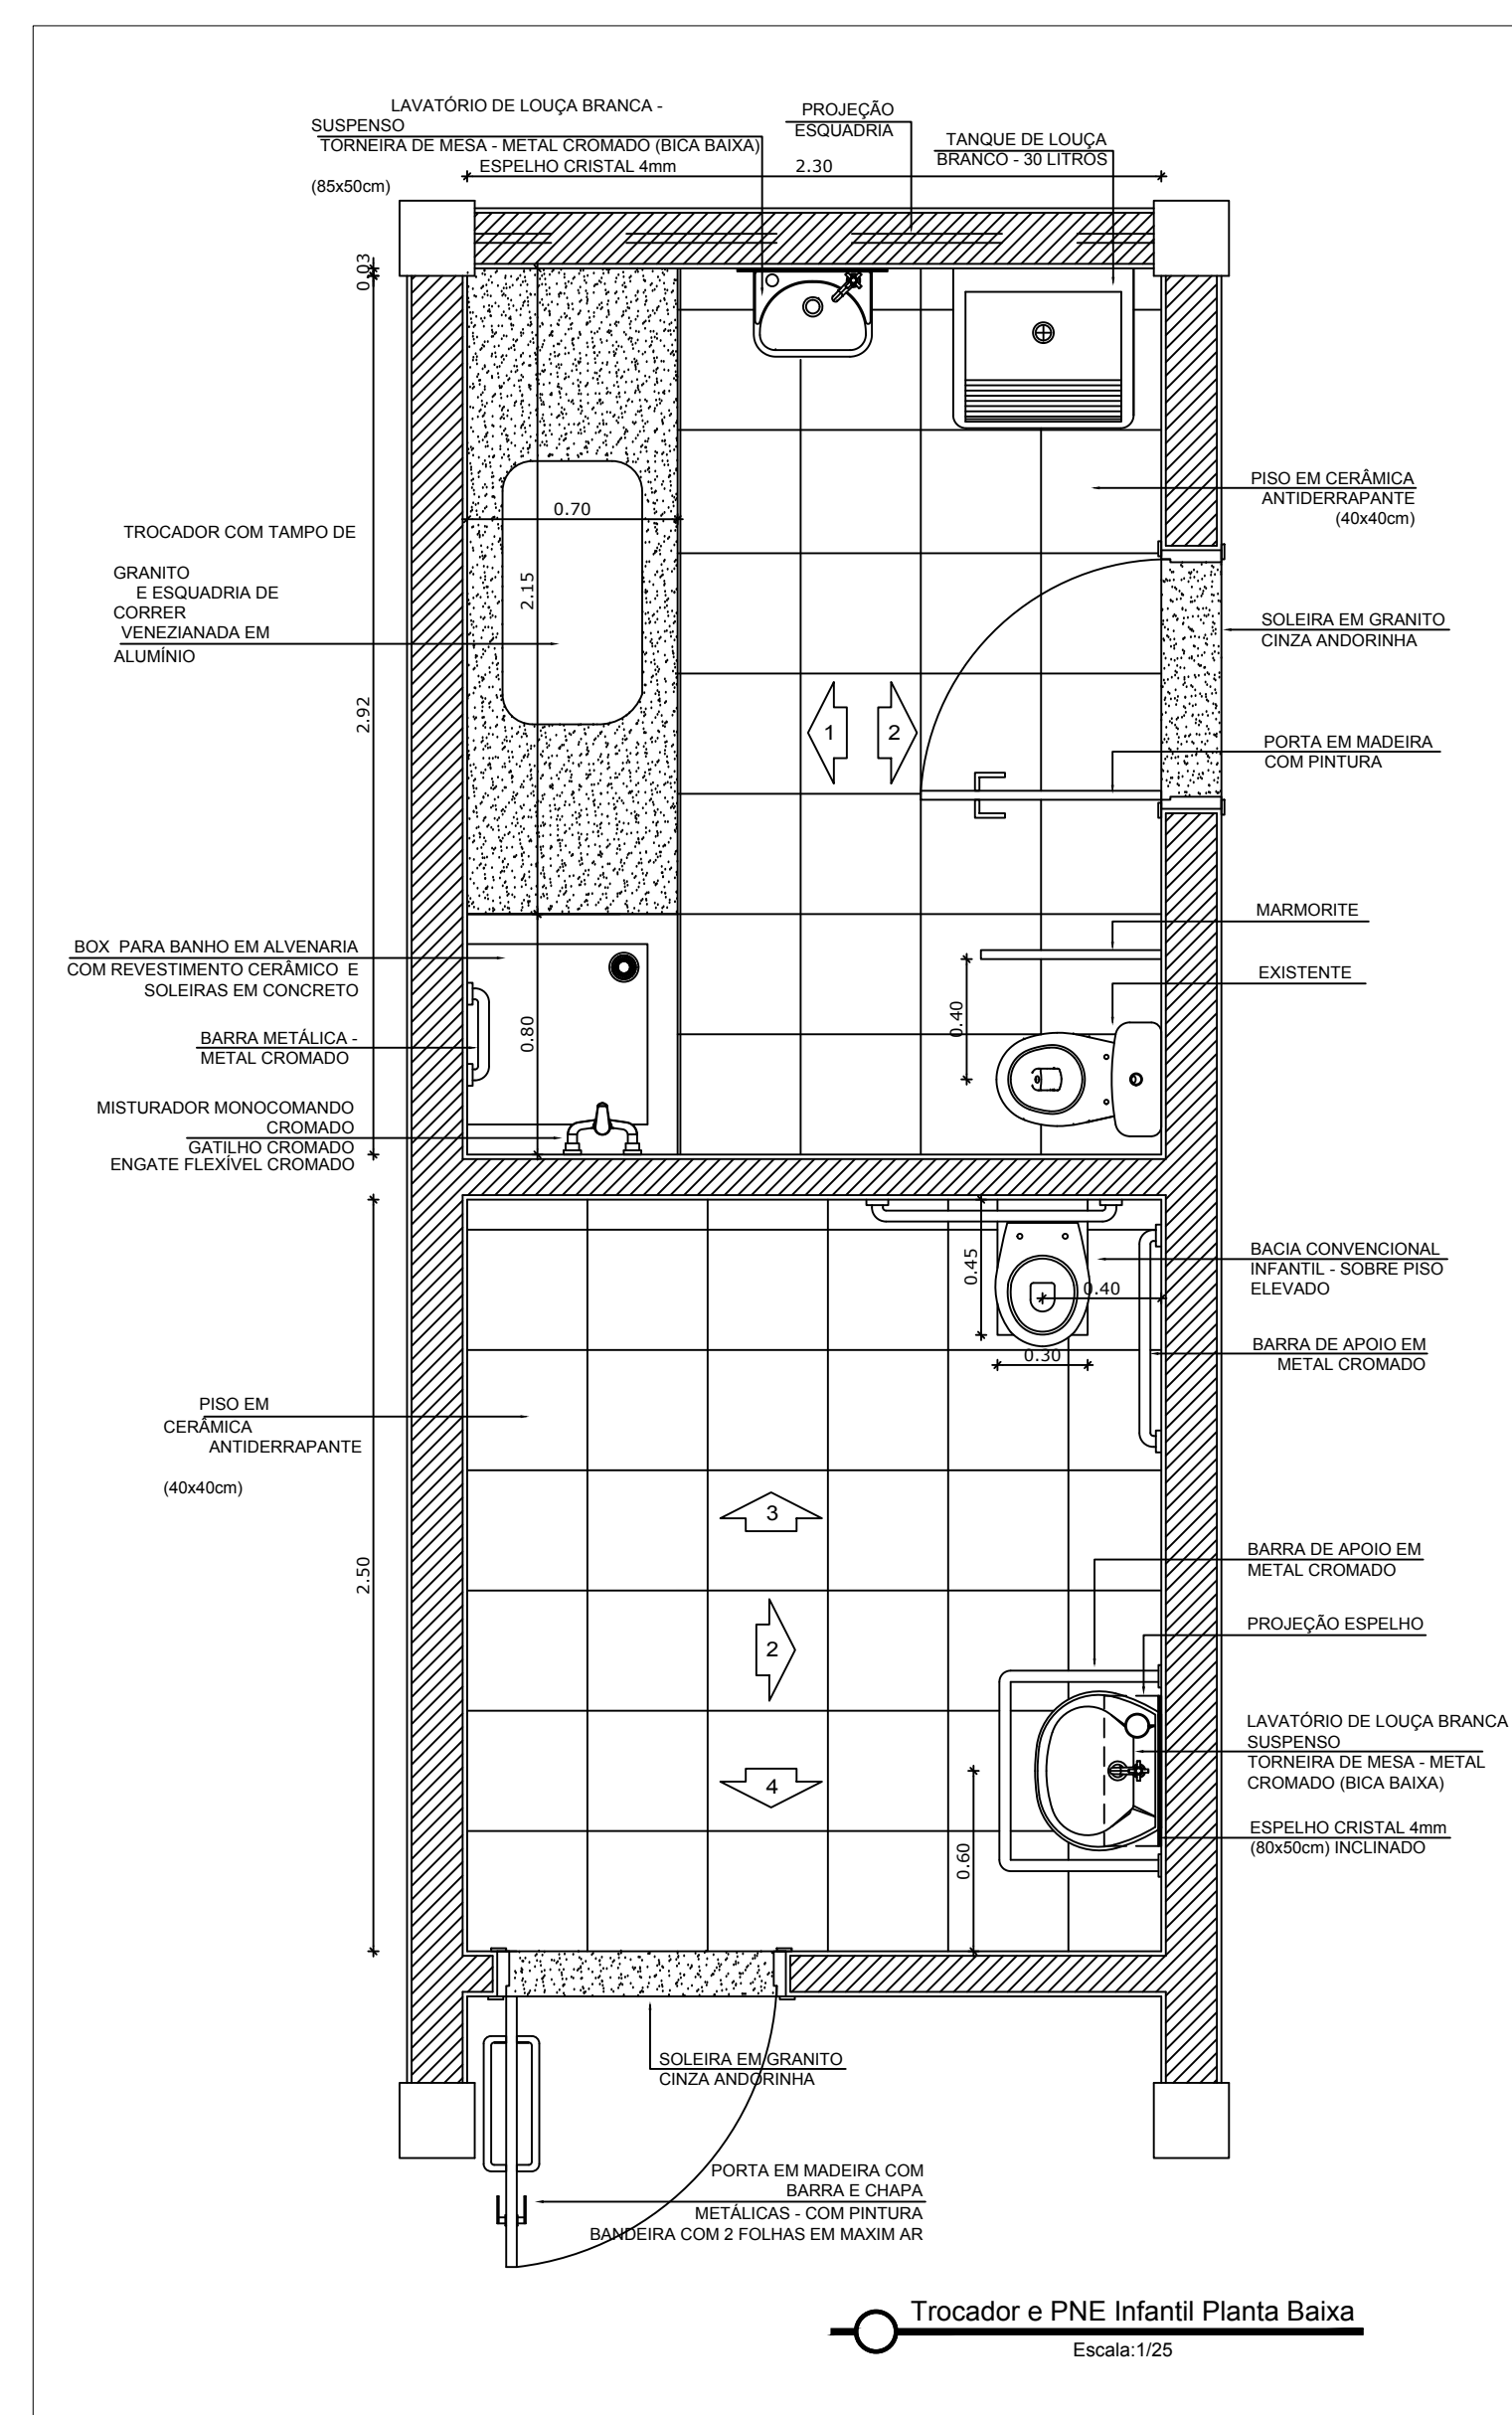 LAVATÓRIO DE LOUÇA BRANCA -
SUSPENSO
TORNEIRA DE MESA - METAL CROMADO (BICA BAIXA)
ESPELHO CRISTAL 4mm
(85x50cm)
PROJEÇÃO
ESQUADRIA
TANQUE DE LOUÇA
BRANCO - 30 LITROS
2.30
0.03
0.70
2.15
2.92
TROCADOR COM TAMPO DE
GRANITO
E ESQUADRIA DE
CORRER
VENEZIANADA EM
ALUMÍNIO
PISO EM CERÂMICA
ANTIDERRAPANTE
(40x40cm)
SOLEIRA EM GRANITO
CINZA ANDORINHA
1
2
PORTA EM MADEIRA
COM PINTURA
MARMORITE
EXISTENTE
BOX PARA BANHO EM ALVENARIA
COM REVESTIMENTO CERÂMICO E
SOLEIRAS EM CONCRETO
BARRA METÁLICA -
METAL CROMADO
MISTURADOR MONOCOMANDO
CROMADO
GATILHO CROMADO
ENGATE FLEXÍVEL CROMADO
0.80
0.40
0.45
0.40
0.30
BACIA CONVENCIONAL
INFANTIL - SOBRE PISO
ELEVADO
BARRA DE APOIO EM
METAL CROMADO
PISO EM
CERÂMICA
ANTIDERRAPANTE
(40x40cm)
2.50
3
2
4
BARRA DE APOIO EM
METAL CROMADO
PROJEÇÃO ESPELHO
LAVATÓRIO DE LOUÇA BRANCA
SUSPENSO
TORNEIRA DE MESA - METAL
CROMADO (BICA BAIXA)
ESPELHO CRISTAL 4mm
(80x50cm) INCLINADO
0.60
SOLEIRA EM GRANITO
CINZA ANDORINHA
PORTA EM MADEIRA COM
BARRA E CHAPA
METÁLICAS - COM PINTURA
BANDEIRA COM 2 FOLHAS EM MAXIM AR
Trocador e PNE Infantil Planta Baixa
Escala:1/25